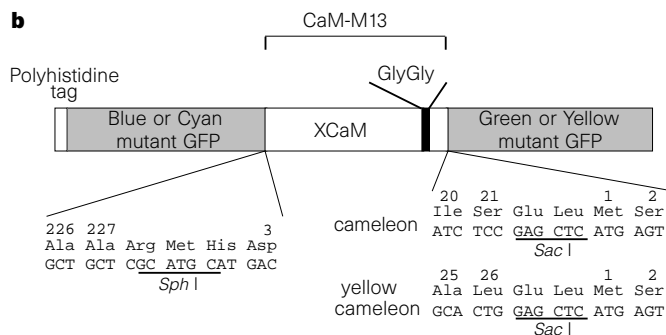 b
CaM-M13
Polyhistidine
tag
GlyGly
Blue or Cyan
mutant GFP
XCaM
Green or Yellow
mutant GFP
226 227 3
Ala Ala Arg Met His Asp
GCT GCT CGC ATG CAT GAC
Sph I
cameleon
20 21 1 2
Ile Ser Glu Leu Met Ser
ATC TCC GAG CTC ATG AGT
Sac I
yellow
cameleon
25 26 1 2
Ala Leu Glu Leu Met Ser
GCA CTG GAG CTC ATG AGT
Sac I